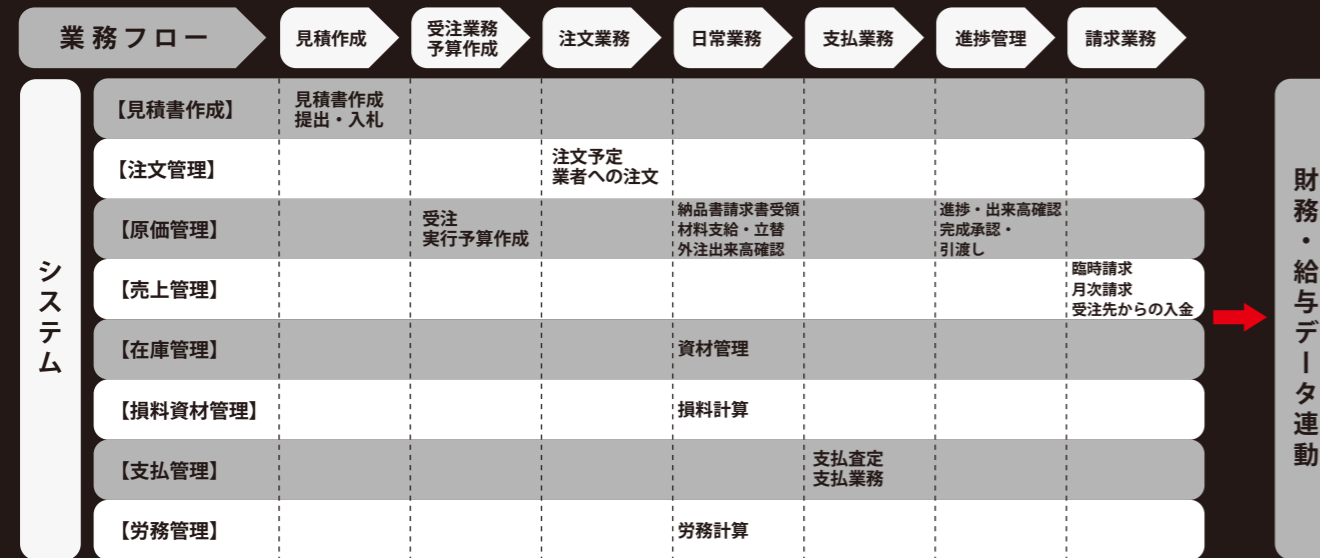 業務フロー
見積作成
受注業務
予算作成
注文業務
日常業務
支払業務
進捗管理
請求業務
システム
【見積書作成】
見積書作成
提出・入札
【注文管理】
注文予定
業者への注文
【原価管理】
受注
実行予算作成
納品書請求書受領
材料支給・立替
外注出来高確認
進捗・出来高確認
完成承認・
引渡し
【売上管理】
臨時請求
月次請求
受注先からの入金
【在庫管理】
資材管理
【損料資材管理】
損料計算
【支払管理】
支払査定
支払業務
【労務管理】
労務計算
財務・給与データ連動